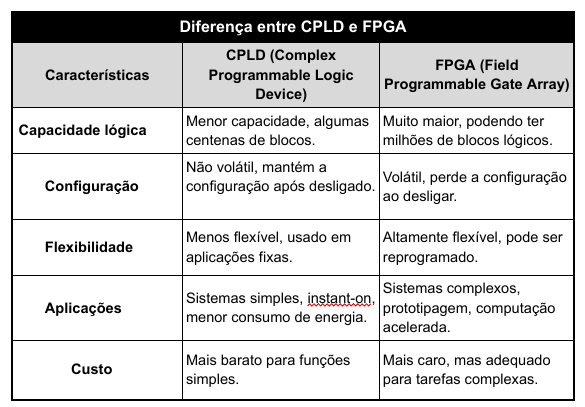 Diferença entre CPLD e FPGA
Características
CPLD (Complex
Programmable Logic
Device)
FPGA (Field
Programmable Gate Array)
Capacidade lógica
Menor capacidade, algumas
centenas de blocos.
Muito maior, podendo ter
milhões de blocos lógicos.
Configuração
Não volátil, mantém a
configuração após desligado.
Volátil, perde a configuração
ao desligar.
Flexibilidade
Menos flexível, usado em
aplicações fixas.
Altamente flexível, pode ser
reprogramado.
Aplicações
Sistemas simples, instant-on,
menor consumo de energia.
Sistemas complexos,
prototipagem, computação
acelerada.
Custo
Mais barato para funções
simples.
Mais caro, mas adequado
para tarefas complexas.